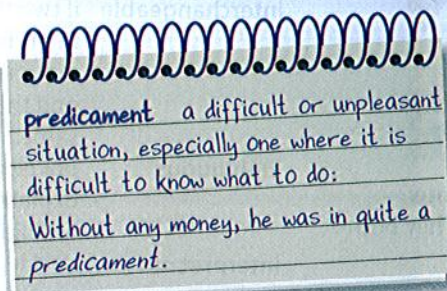 predicament a difficult or unpleasant
situation, especially one where it is
difficult to know what to do:
Without any money, he was in quite a
predicament.